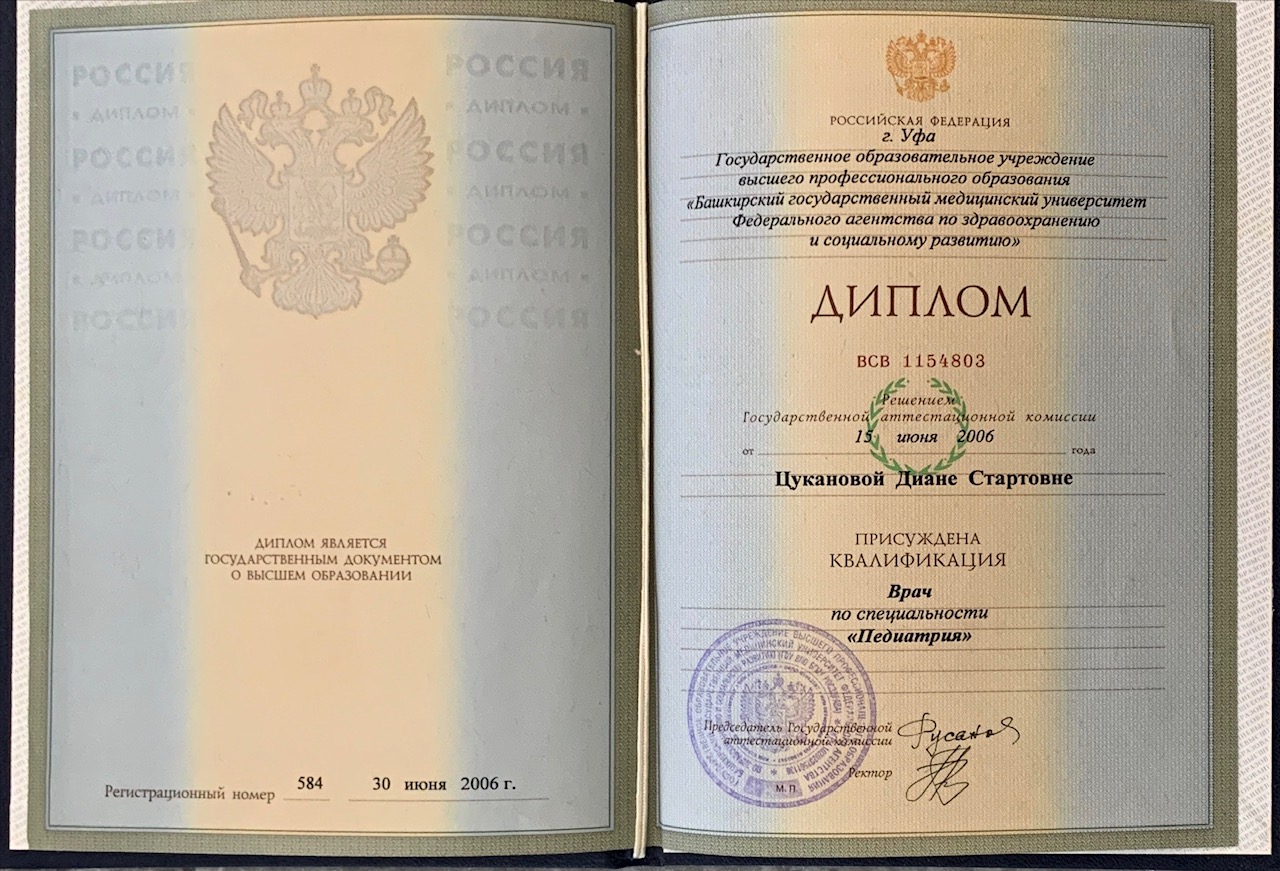 РОССИЯ РОССИЯ
ДИПЛОМ ДИПЛОМ
РОССИЯ РОССИЯ
ДИПЛОМ ДИПЛОМ
РОССИЯ РОССИЯ
ДИПЛОМ ДИПЛОМ
РОССИЯ РОССИЯ
ДИПЛОМ ЯВЛЯЕТСЯ
ГОСУДАРСТВЕННЫМ ДОКУМЕНТОМ
О ВЫСШЕМ ОБРАЗОВАНИИ
Регистрационный номер 584 30 июня 2006 г.
РОССИЙСКАЯ ФЕДЕРАЦИЯ
г. Уфа
Государственное образовательное учреждение
высшего профессионального образования
«Башкирский государственный медицинский университет
Федерального агентства по здравоохранению
и социальному развитию»
ДИПЛОМ
ВСВ 1154803
Решением
Государственной аттестационной комиссии
15 июня 2006
от года
Цукановой Диане Стартовне
ПРИСУЖДЕНА
КВАЛИФИКАЦИЯ
Врач
по специальности
«Педиатрия»
Председатель Государственной
аттестационной комиссии
Ректор
М.П.